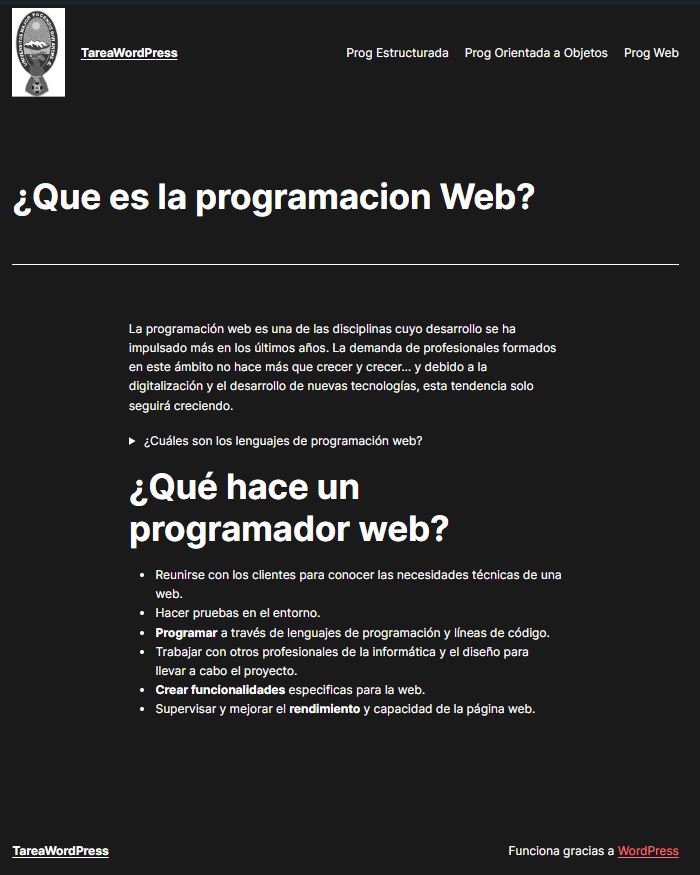 TareaWordPress
Prog Estructurada
Prog Orientada a Objetos
Prog Web
¿Que es la programacion Web?
La programación web es una de las disciplinas cuyo desarrollo se ha
impulsado más en los últimos años. La demanda de profesionales formados
en este ámbito no hace más que crecer y crecer... y debido a la
digitalización y el desarrollo de nuevas tecnologías, esta tendencia solo
seguirá creciendo.
¿Cuáles son los lenguajes de programación web?
¿Qué hace un
programador web?
Reunirse con los clientes para conocer las necesidades técnicas de una
web.
Hacer pruebas en el entorno.
Programar a través de lenguajes de programación y líneas de código.
Trabajar con otros profesionales de la informática y el diseño para
llevar a cabo el proyecto.
Crear funcionalidades especificas para la web.
Supervisar y mejorar el rendimiento y capacidad de la página web.
TareaWordPress
Funciona gracias a WordPress